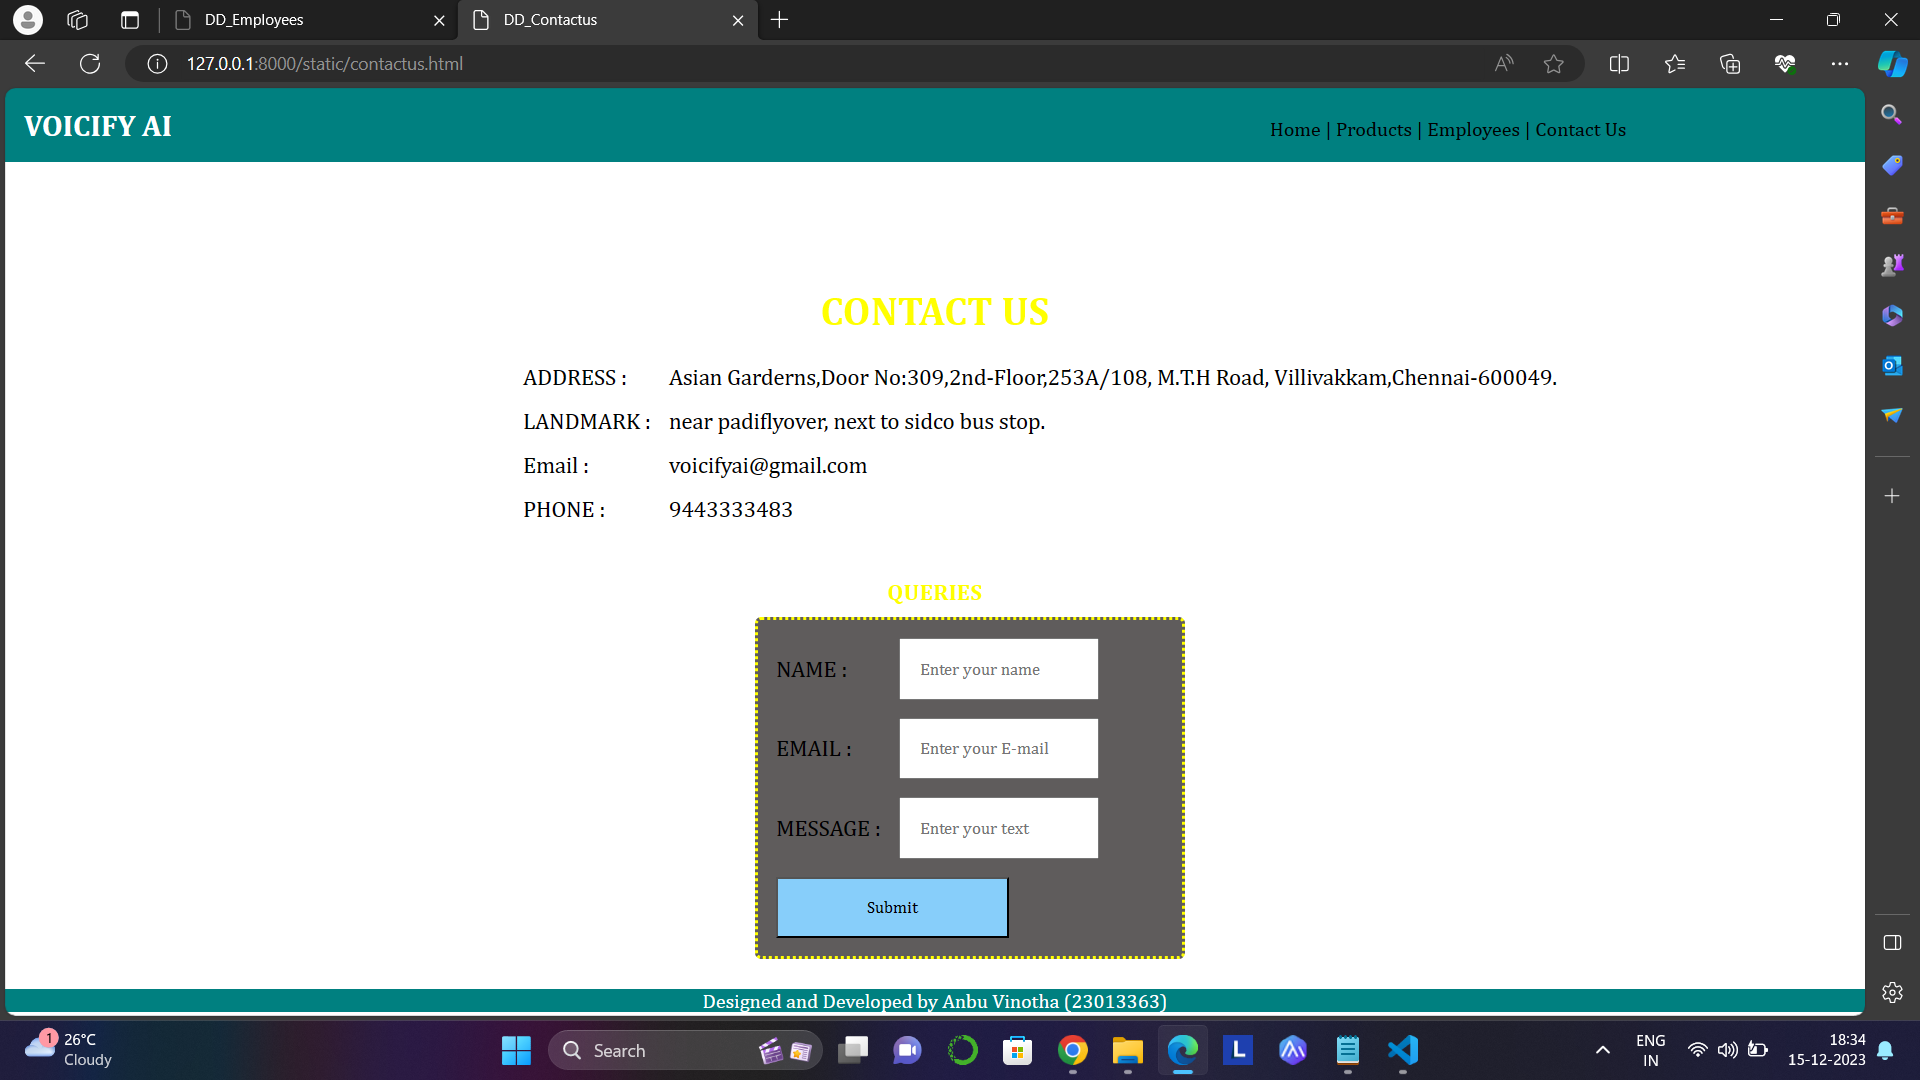 DD_Employees
DD_Contactus
127.0.0.1:8000/static/contactus.html
VOICIFY AI
Home | Products | Employees | Contact Us
CONTACT US
ADDRESS : Asian Garderns,Door No:309,2nd-Floor,253A/108, M.T.H Road, Villivakkam,Chennai-600049.
LANDMARK : near padiflyover, next to sidco bus stop.
Email : voicifyai@gmail.com
PHONE : 9443333483
QUERIES
NAME : Enter your name
EMAIL : Enter your E-mail
MESSAGE : Enter your text
Submit
Designed and Developed by Anbu Vinotha (23013363)
1
26°C
Cloudy
Search
L
ENG
IN
18:34
15-12-2023